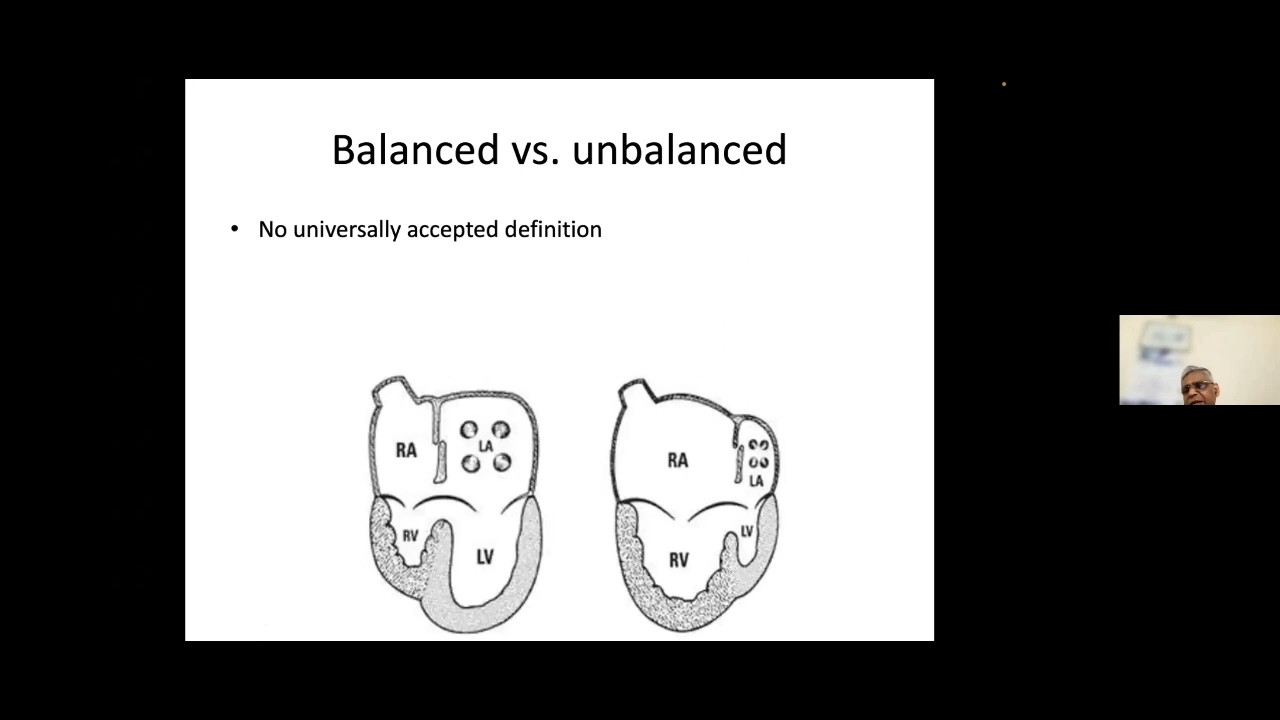 Balanced vs. unbalanced
• No universally accepted definition
RA
LA
RV
LV
RA
LA
RV
LV